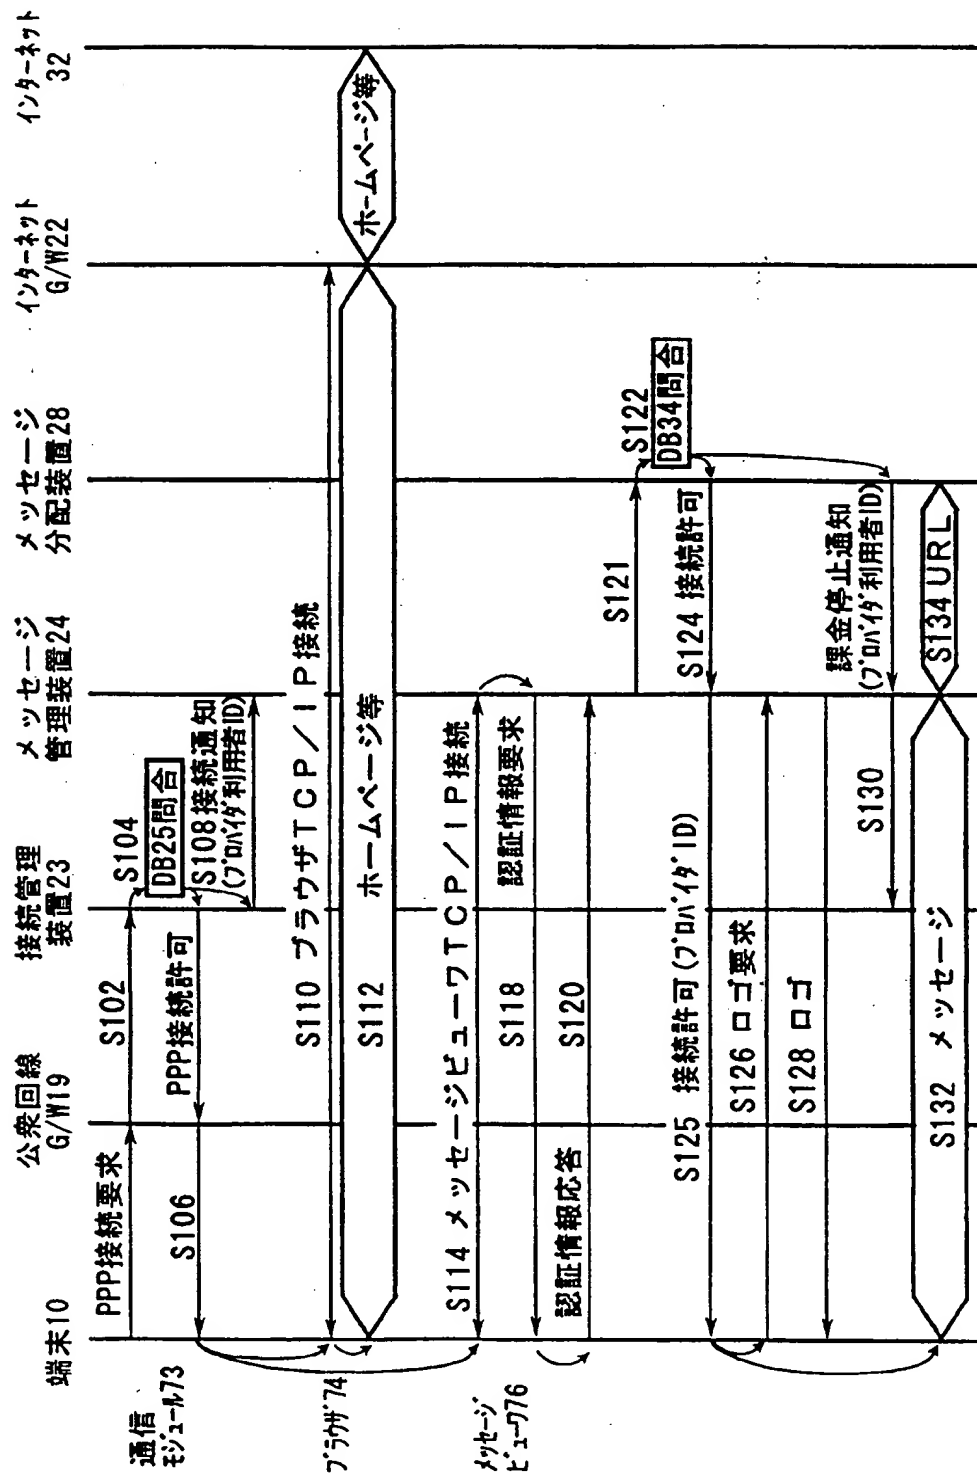 端末10
公衆回線
G/W19
接続管理
装置23
メッセージ
管理装置24
メッセージ
分配装置28
インターネット
G/W22
インターネット
32
通信
モジュール73
PPP接続要求
S102
S104
DB25問合
S106
PPP接続許可
S108接続通知
(プロバイダ利用者ID)
ブラウザ74
S110 ブラウザTCP/IP接続
S112
ホームページ等
ホームページ等
メッセージ
ビューワ76
S114 メッセージビューワTCP/IP接続
S118
認証情報要求
認証情報応答
S120
S121
S122
DB34問合
S124 接続許可
S125 接続許可(プロバイダID)
S126 ロゴ要求
S128 ロゴ
課金停止通知
(プロバイダ利用者ID)
S130
S132 メッセージ
S134 URL